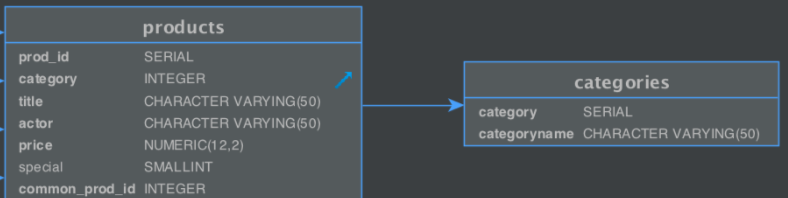 products
prod_id SERIAL
category INTEGER
title CHARACTER VARYING(50)
actor CHARACTER VARYING(50)
price NUMERIC(12,2)
special SMALLINT
common_prod_id INTEGER
categories
category SERIAL
categoryname CHARACTER VARYING(50)